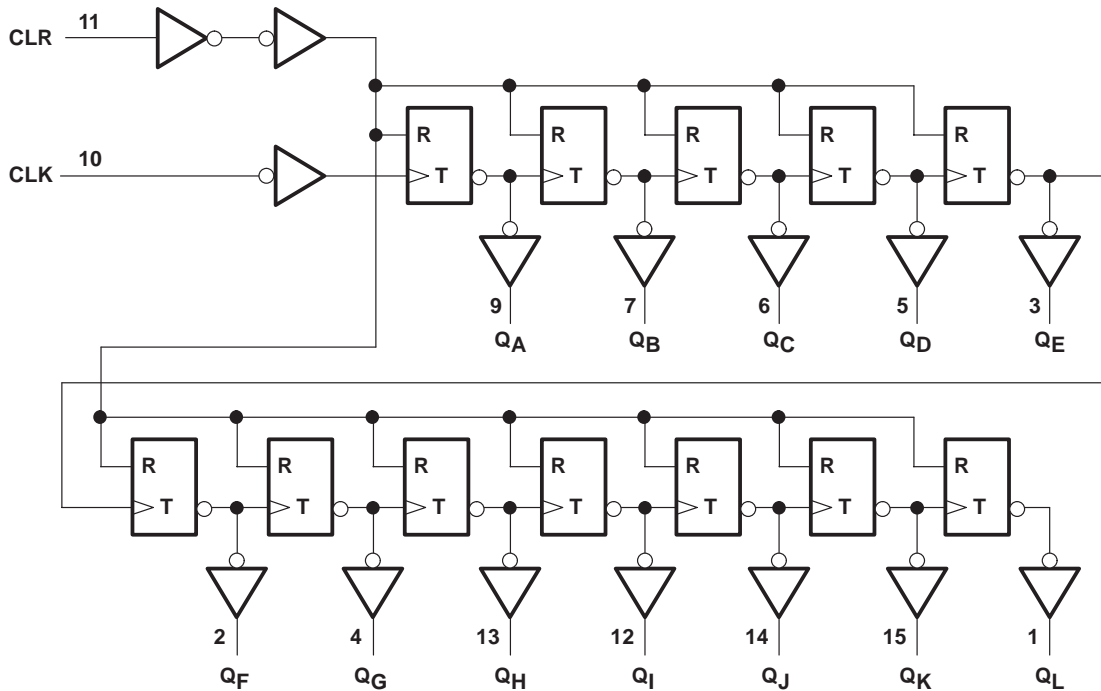 CLR 11
R R R R R
CLK 10
T T T T T
9 7 6 5 3
QA QB QC QD QE
R R R R R R R
T T T T T T T
2 4 13 12 14 15 1
QF QG QH QI QJ QK QL